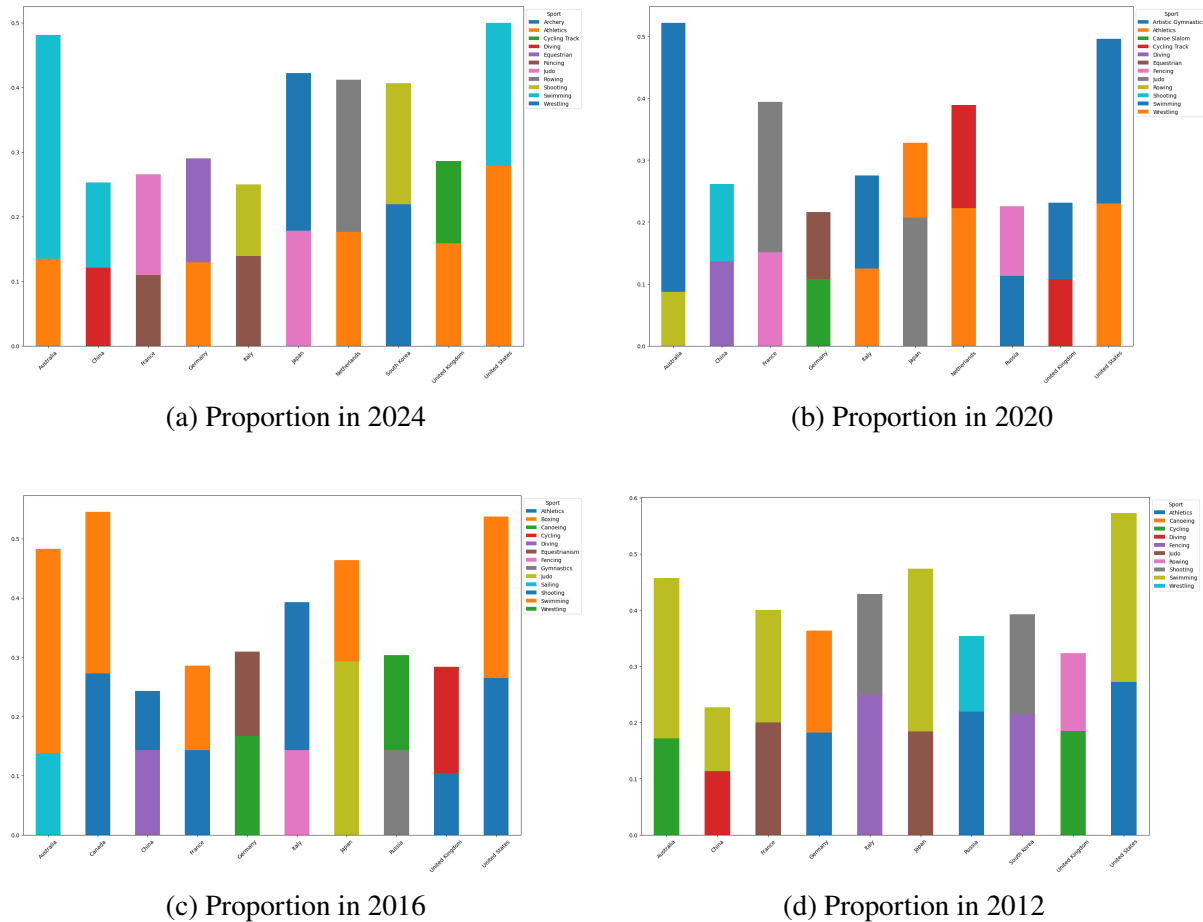 Sport
Archery
Athletics
Cycling Track
Diving
Equestrian
Fencing
Judo
Rowing
Shooting
Swimming
Wrestling
0.5
0.4
0.3
0.2
0.1
0.0
Australia
China
France
Germany
Italy
Japan
Netherlands
South Korea
United Kingdom
United States
(a) Proportion in 2024
Sport
Artistic Gymnastics
Athletics
Canoe Slalom
Cycling Track
Diving
Equestrian
Fencing
Judo
Rowing
Shooting
Swimming
Wrestling
0.5
0.4
0.3
0.2
0.1
0.0
Australia
China
France
Germany
Italy
Japan
Netherlands
Russia
United Kingdom
United States
(b) Proportion in 2020
Sport
Athletics
Boxing
Canoeing
Cycling
Diving
Equestrianism
Fencing
Gymnastics
Judo
Sailing
Shooting
Swimming
Wrestling
0.5
0.4
0.3
0.2
0.1
0.0
Australia
Canada
China
France
Germany
Italy
Japan
Russia
United Kingdom
United States
(c) Proportion in 2016
Sport
Athletics
Canoeing
Cycling
Diving
Fencing
Judo
Rowing
Shooting
Swimming
Wrestling
0.6
0.5
0.4
0.3
0.2
0.1
0.0
Australia
China
France
Germany
Italy
Japan
Russia
South Korea
United Kingdom
United States
(d) Proportion in 2012